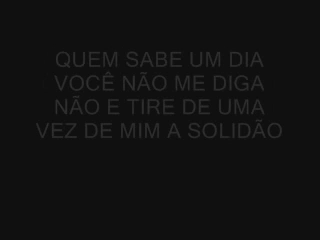 QUEM SABE UM DIA
VOCÊ NÃO ME DIGA
NÃO E TIRE DE UMA
VEZ DE MIM A SOLIDÃO